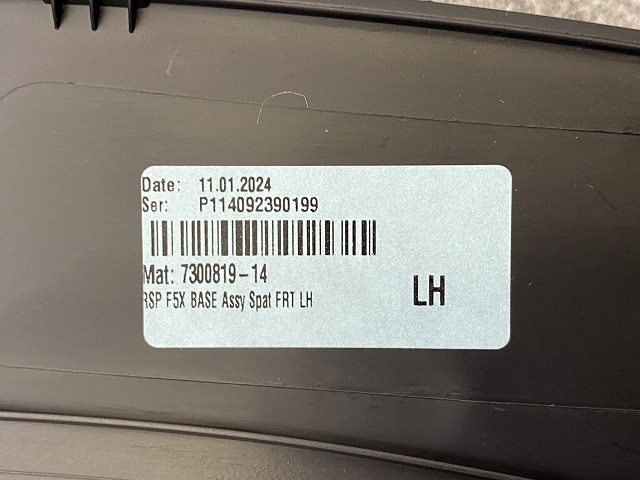 Date: 11.01.2024
Ser: P114092390199
Mat: 7300819-14
RSP F5X BASE Assy Spat FRT LH
LH